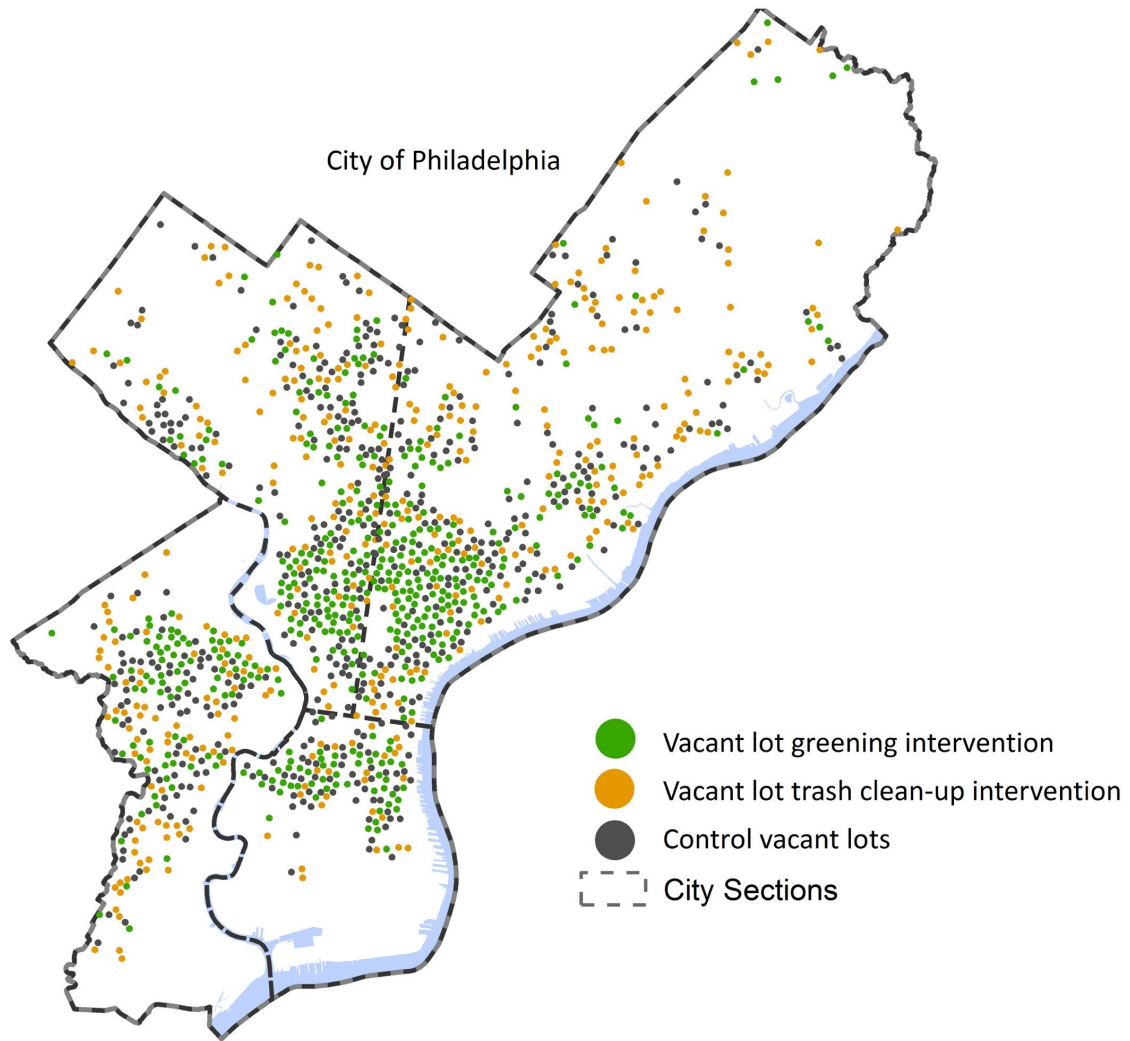 City of Philadelphia
Vacant lot greening intervention
Vacant lot trash clean-up intervention
Control vacant lots
City Sections